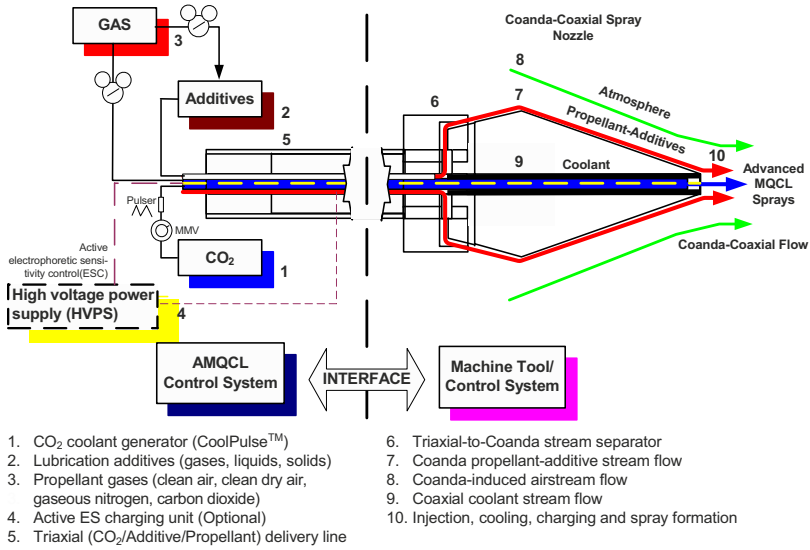 GAS
3
Additives
2
5
Pulser
MMV
CO2
1
Active
electrophoretic sensi-
tivity control(ESC)
High voltage power
supply (HVPS)
4
AMQCL
Control System
INTERFACE
Machine Tool/
Control System
Coanda-Coaxial Spray
Nozzle
8
7
6
Atmosphere
Propellant-Additives
9
Coolant
10
Advanced
MQCL
Sprays
Coanda-Coaxial Flow
1. CO2 coolant generator (CoolPulse™)
2. Lubrication additives (gases, liquids, solids)
3. Propellant gases (clean air, clean dry air,
gaseous nitrogen, carbon dioxide)
4. Active ES charging unit (Optional)
5. Triaxial (CO2/Additive/Propellant) delivery line
6. Triaxial-to-Coanda stream separator
7. Coanda propellant-additive stream flow
8. Coanda-induced airstream flow
9. Coaxial coolant stream flow
10. Injection, cooling, charging and spray formation